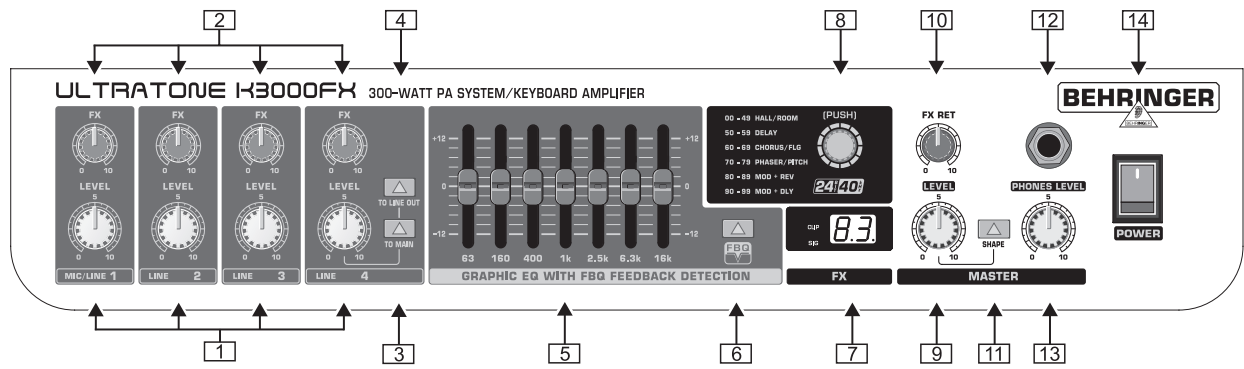 2 4 8 10 12 14
ULTRATONE K3000FX 300-WATT PA SYSTEM/KEYBOARD AMPLIFIER
BEHRINGER
BEHRINGER
FX FX FX FX
0 10 0 10 0 10 0 10
LEVEL LEVEL LEVEL LEVEL
5 5 5 5
0 10 0 10 0 10 0 10
TO LINE OUT
TO MAIN
MIC/LINE 1 LINE 2 LINE 3 LINE 4
+12 +12
0 0
-12 -12
63 160 400 1k 2.5k 6.3k 16k
FBQ
GRAPHIC EQ WITH FBQ FEEDBACK DETECTION
00 - 49 HALL/ROOM
50 - 59 DELAY
60 - 69 CHORUS/FLG
70 - 79 PHASER/PITCH
80 - 89 MOD + REV
90 - 99 MOD + DLY
(PUSH)
24 40
CLIP
SIG
8.3.
FX
FX RET
0 10
LEVEL
5
0 10
SHAPE
PHONES LEVEL
5
0 10
MASTER
POWER
1 3 5 6 7 9 11 13